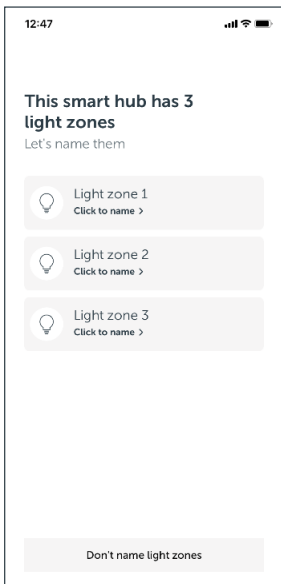 12:47
This smart hub has 3
light zones
Let's name them
Light zone 1
Click to name >
Light zone 2
Click to name >
Light zone 3
Click to name >
Don't name light zones